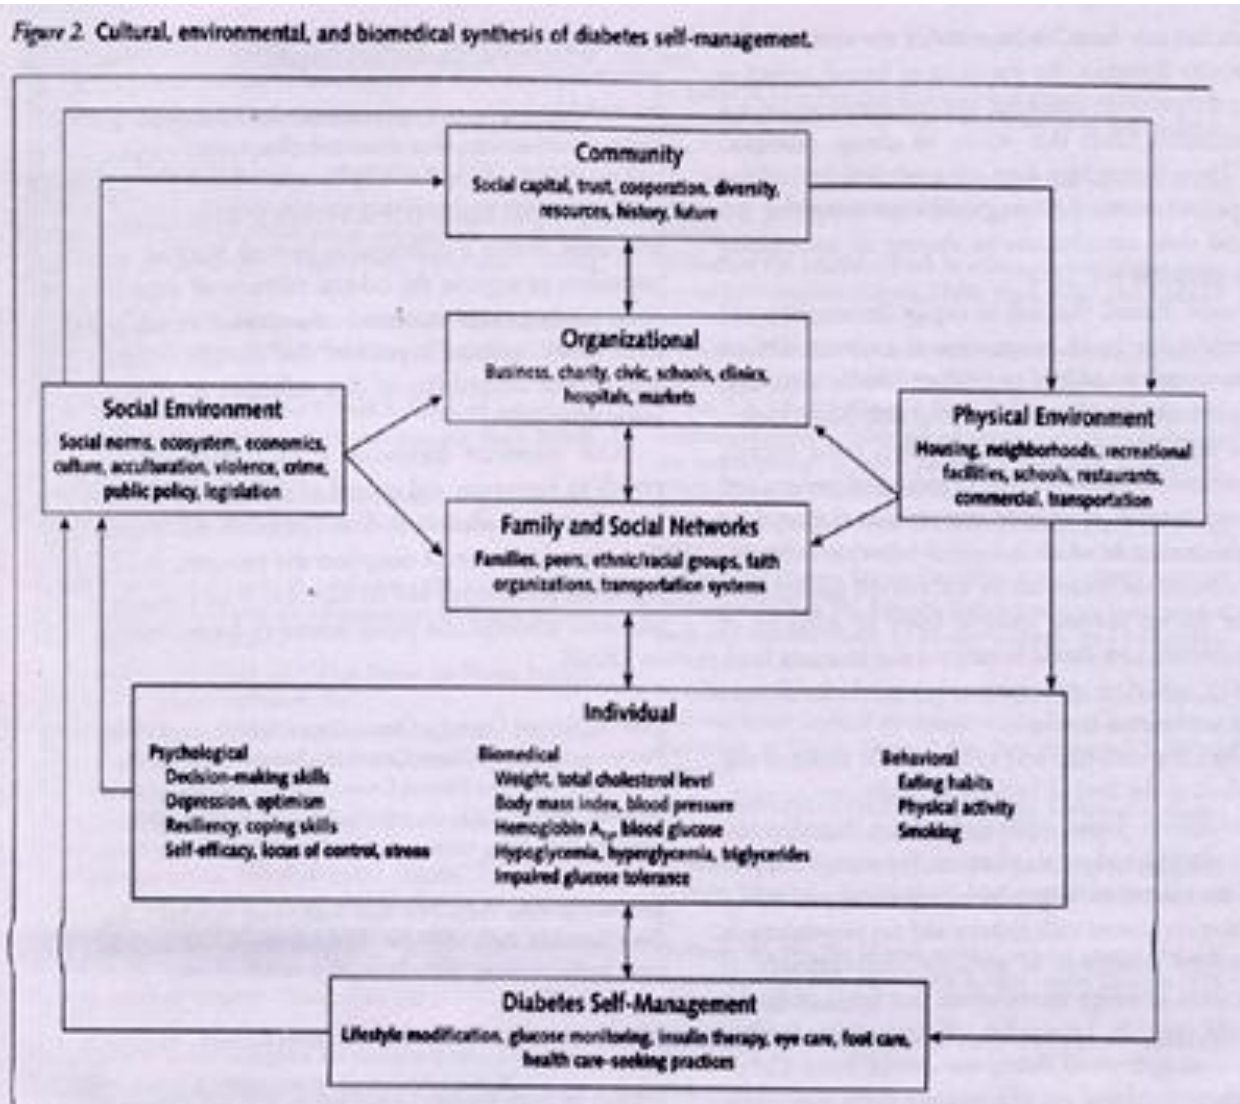 Figure 2. Cultural, environmental, and biomedical synthesis of diabetes self-management.
Community
Social capital, trust, cooperation, diversity,
resources, history, future
Organizational
Business, charity, civic, schools, clinics,
hospitals, markets
Social Environment
Social norms, ecosystem, economics,
culture, acculturation, violence, crime,
public policy, legislation
Physical Environment
Housing, neighborhoods, recreational
facilities, schools, restaurants,
commercial, transportation
Family and Social Networks
Families, peers, ethnic/racial groups, faith
organizations, transportation systems
Individual
Psychological
Decision-making skills
Depression, optimism
Resiliency, coping skills
Self-efficacy, locus of control, stress
Biomedical
Weight, total cholesterol level
Body mass index, blood pressure
Hemoglobin A1c, blood glucose
Hypoglycemia, hyperglycemia, triglycerides
Impaired glucose tolerance
Behavioral
Eating habits
Physical activity
Smoking
Diabetes Self-Management
Lifestyle modification, glucose monitoring, insulin therapy, eye care, foot care,
health care-seeking practices